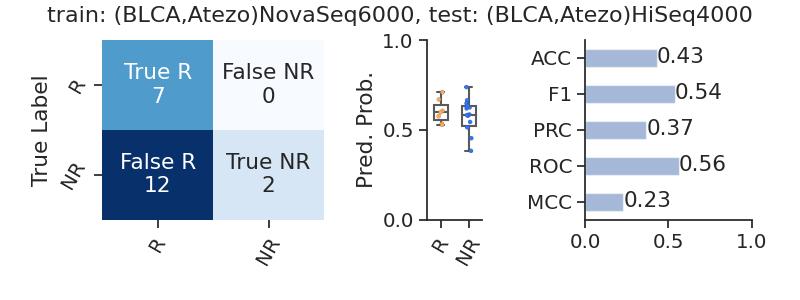 train: (BLCA,Atezo)NovaSeq6000, test: (BLCA,Atezo)HiSeq4000
True Label
R
NR
True R
7
False NR
0
False R
12
True NR
2
R
NR
Pred. Prob.
1.0
0.5
0.0
R
NR
ACC
0.43
F1
0.54
PRC
0.37
ROC
0.56
MCC
0.23
0.0
0.5
1.0